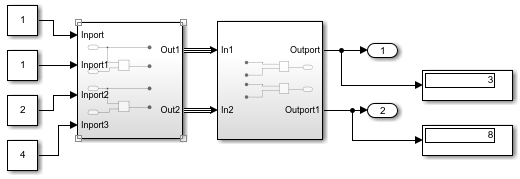 1
1
2
4
Inport
Inport1
Inport2
Inport3
Out1
Out2
In1
In2
Outport
Outport1
1
3
2
8